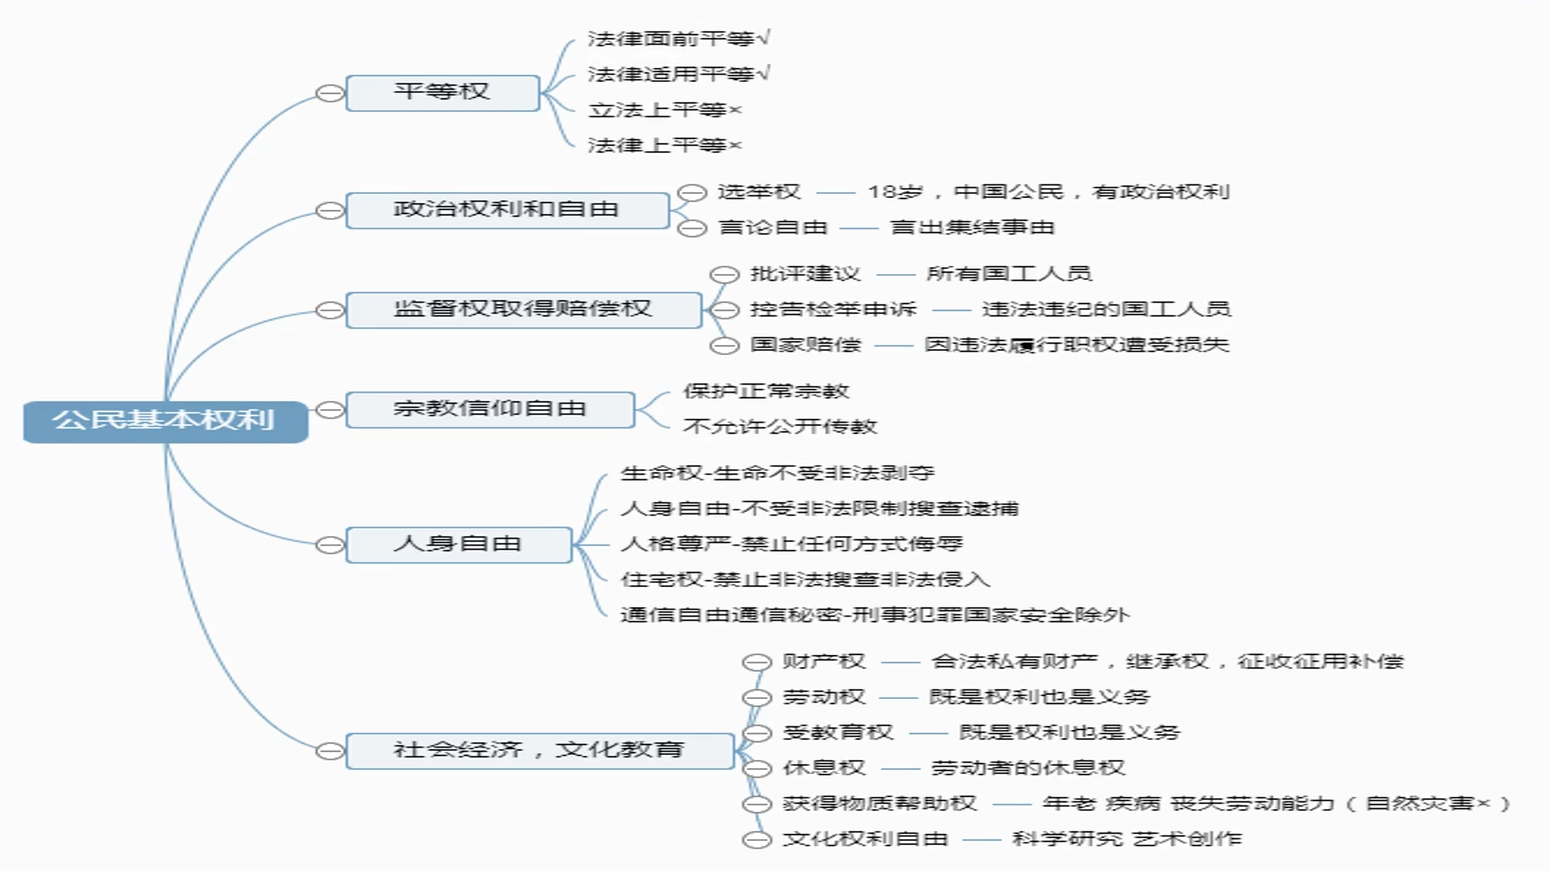 法律面前平等√
法律适用平等√
平等权
立法上平等×
法律上平等×
选举权 18岁，中国公民，有政治权利
政治权利和自由
言论自由 言出集结事由
批评建议 所有国工人员
监督权取得赔偿权
控告检举申诉 违法违纪的国工人员
国家赔偿 因违法履行职权遭受损失
保护正常宗教
宗教信仰自由
公民基本权利
不允许公开传教
生命权-生命不受非法剥夺
人身自由-不受非法限制搜查逮捕
人身自由
人格尊严-禁止任何方式侮辱
住宅权-禁止非法搜查非法侵入
通信自由通信秘密-刑事犯罪国家安全除外
财产权 合法私有财产，继承权，征收征用补偿
劳动权 既是权利也是义务
受教育权 既是权利也是义务
社会经济，文化教育
休息权 劳动者的休息权
获得物质帮助权 年老 疾病 丧失劳动能力（自然灾害×）
文化权利自由 科学研究 艺术创作